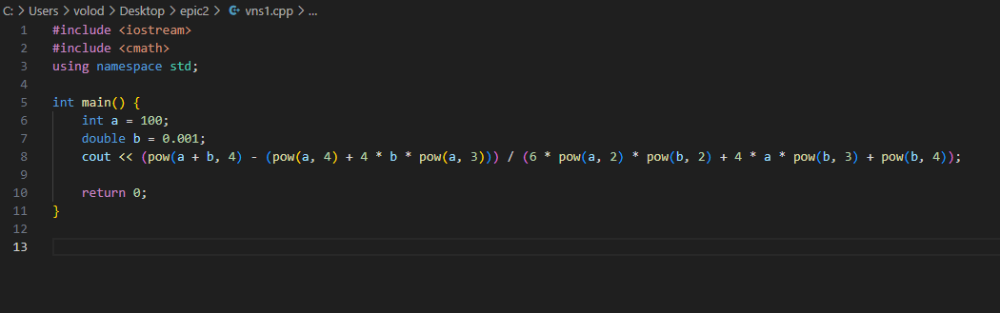 C: > Users > volod > Desktop > epic2 > vns1.cpp > ...
1 #include <iostream>
2 #include <cmath>
3 using namespace std;
4
5 int main() {
6     int a = 100;
7     double b = 0.001;
8     cout << (pow(a + b, 4) - (pow(a, 4) + 4 * b * pow(a, 3))) / (6 * pow(a, 2) * pow(b, 2) + 4 * a * pow(b, 3) + pow(b, 4));
9
10     return 0;
11 }
12
13